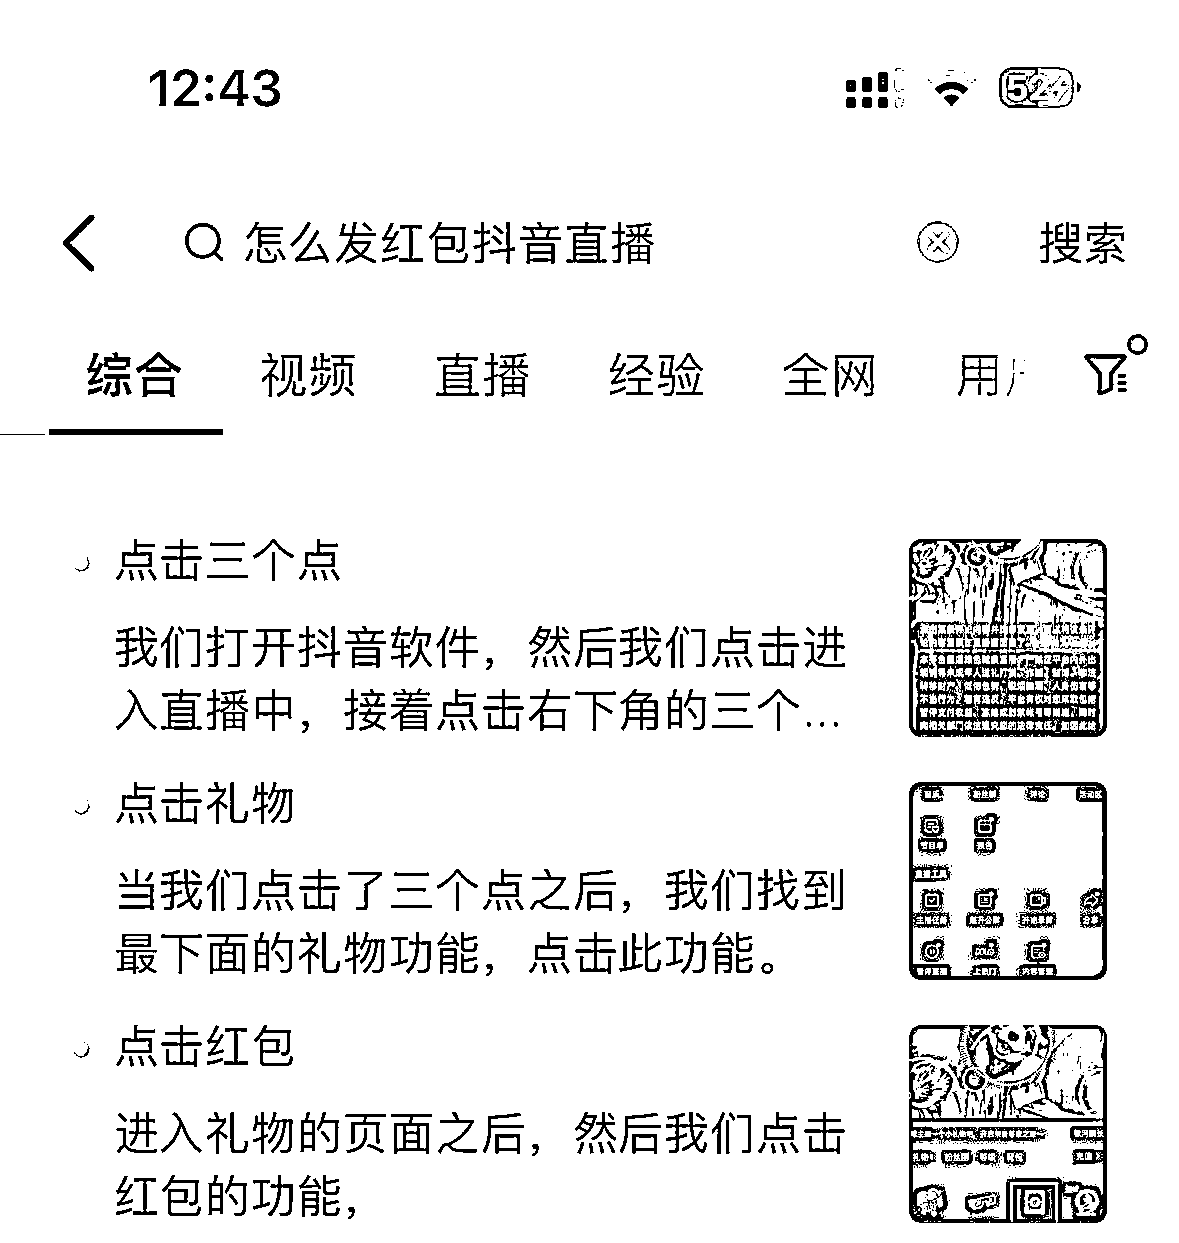 12:43
52
怎么发红包抖音直播
搜索
综合 视频 直播 经验 全网 用户
点击三个点
我们打开抖音软件，然后我们点击进
入直播中，接着点击右下角的三个...
点击礼物
当我们点击了三个点之后，我们找到
最下面的礼物功能，点击此功能。
点击红包
进入礼物的页面之后，然后我们点击
红包的功能，